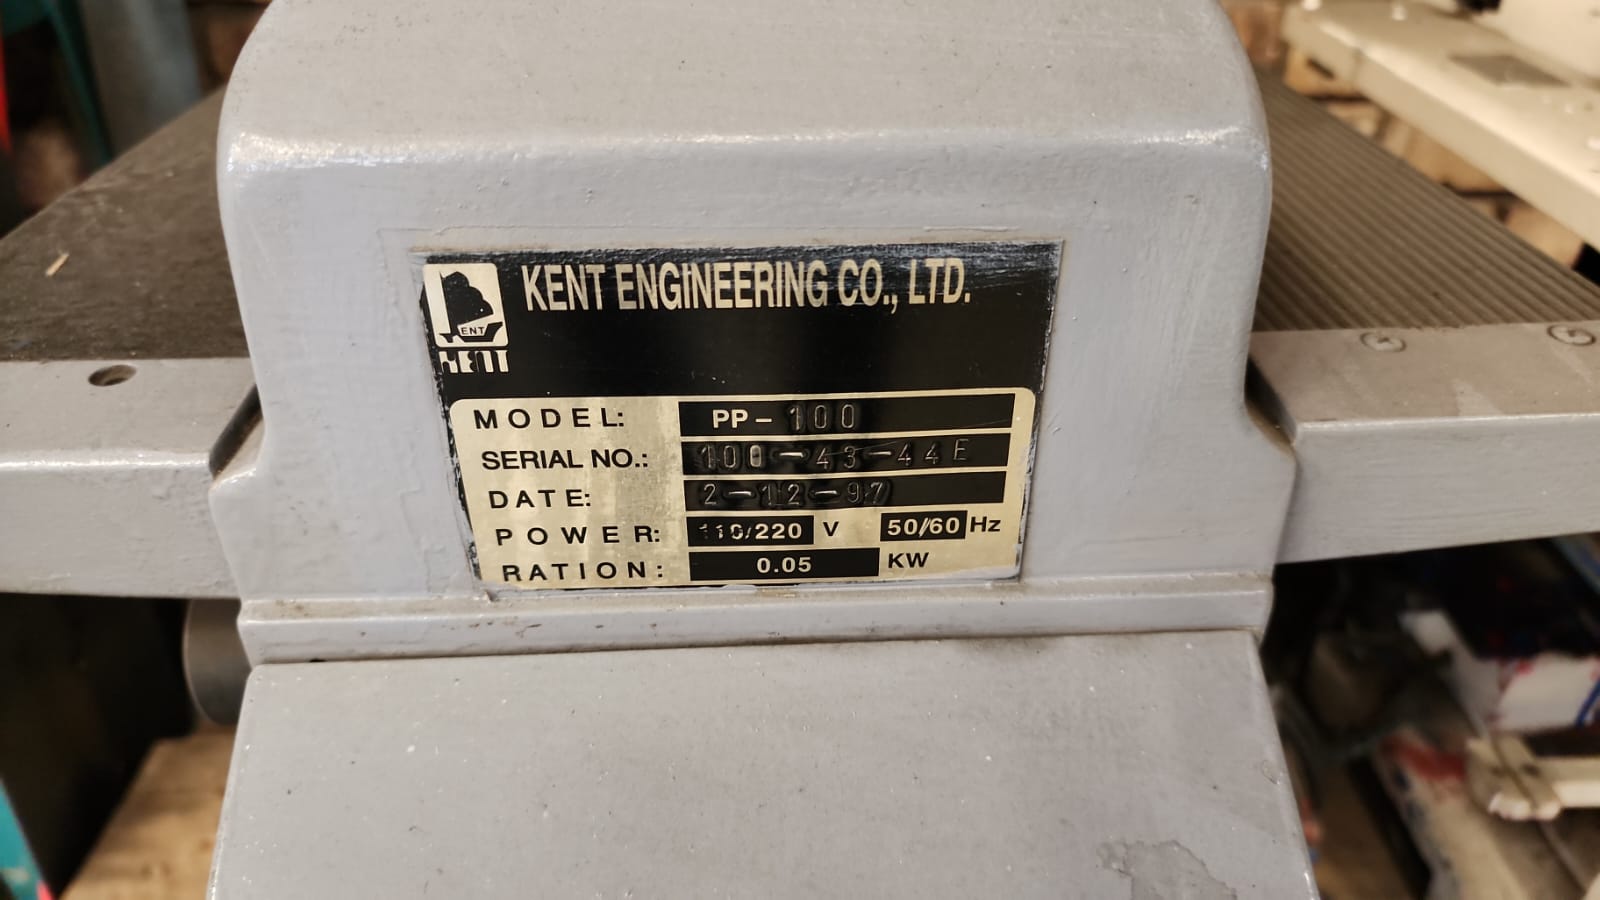 KENT ENGINEERING CO., LTD.
ENT
KENT
MODEL: PP-100
SERIAL NO.: 100-43-44E
DATE: 2-12-97
POWER: 110/220 V 50/60 Hz
RATION: 0.05 KW